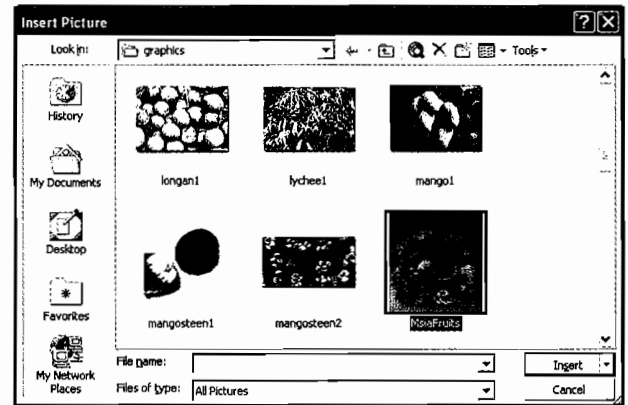 Insert Picture
Look in: graphics Tools
History
My Documents
Desktop
Favorites
My Network
Places
longan1 lychee1 mango1
mangosteen1 mangosteen2 MsiaFruits
File name: Insert
Files of type: All Pictures Cancel